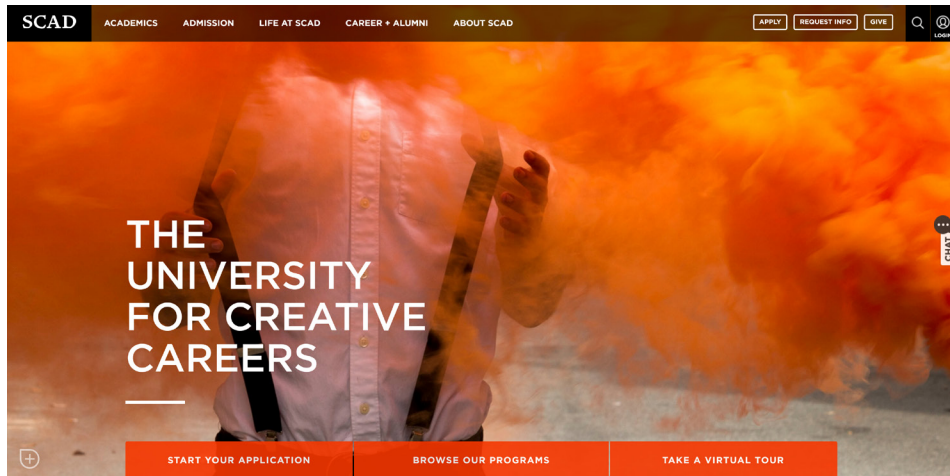 SCAD
ACADEMICS ADMISSION LIFE AT SCAD CAREER + ALUMNI ABOUT SCAD
APPLY REQUEST INFO GIVE
LOGIN
CHAT
THE
UNIVERSITY
FOR CREATIVE
CAREERS
START YOUR APPLICATION BROWSE OUR PROGRAMS TAKE A VIRTUAL TOUR